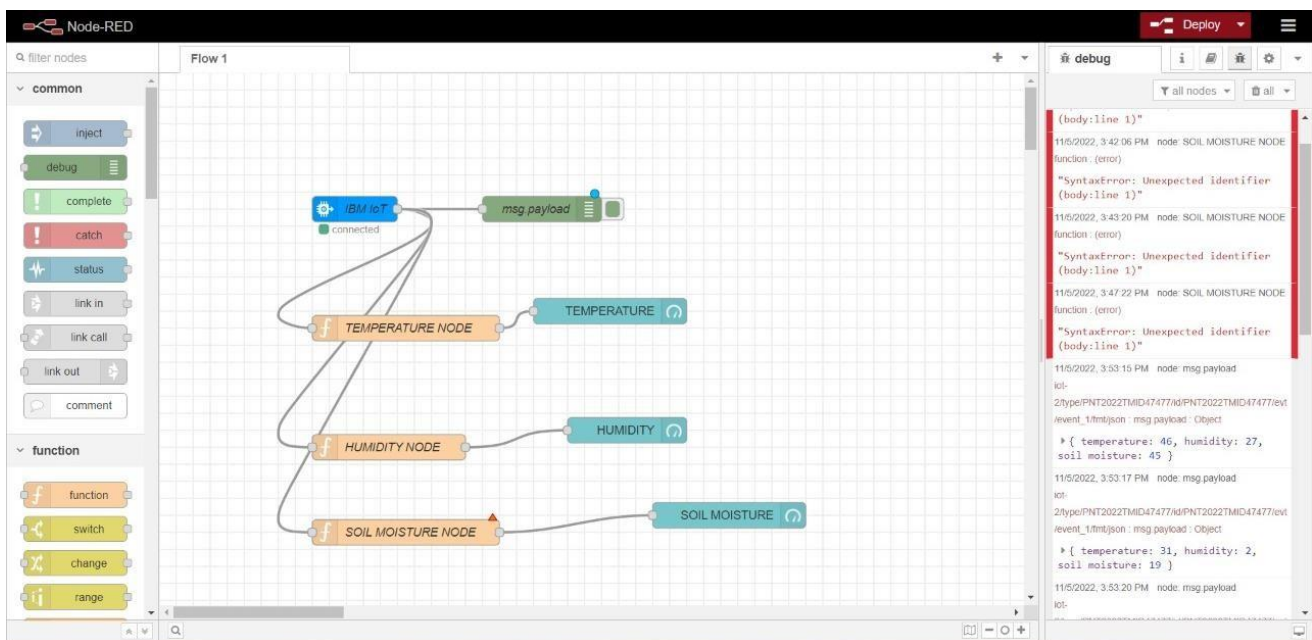 Node-RED
Deploy
filter nodes
Flow 1
debug
i
all nodes
all
common
inject
debug
complete
catch
status
link in
link call
link out
comment
function
function
switch
change
range
IBM IoT
connected
msg.payload
TEMPERATURE NODE
TEMPERATURE
HUMIDITY NODE
HUMIDITY
SOIL MOISTURE NODE
SOIL MOISTURE
(body:line 1)"
11/5/2022, 3:42:06 PM node: SOIL MOISTURE NODE
function : (error)
"SyntaxError: Unexpected identifier
(body:line 1)"
11/5/2022, 3:43:20 PM node: SOIL MOISTURE NODE
function : (error)
"SyntaxError: Unexpected identifier
(body:line 1)"
11/5/2022, 3:47:22 PM node: SOIL MOISTURE NODE
function : (error)
"SyntaxError: Unexpected identifier
(body:line 1)"
11/5/2022, 3:53:15 PM node: msg.payload
iot-
2/type/PNT2022TMID47477/id/PNT2022TMID47477/evt
/event_1/fmt/json : msg.payload : Object
{ temperature: 46, humidity: 27,
soil moisture: 45 }
11/5/2022, 3:53:17 PM node: msg.payload
iot-
2/type/PNT2022TMID47477/id/PNT2022TMID47477/evt
/event_1/fmt/json : msg.payload : Object
{ temperature: 31, humidity: 2,
soil moisture: 19 }
11/5/2022, 3:53:20 PM node: msg.payload
iot-